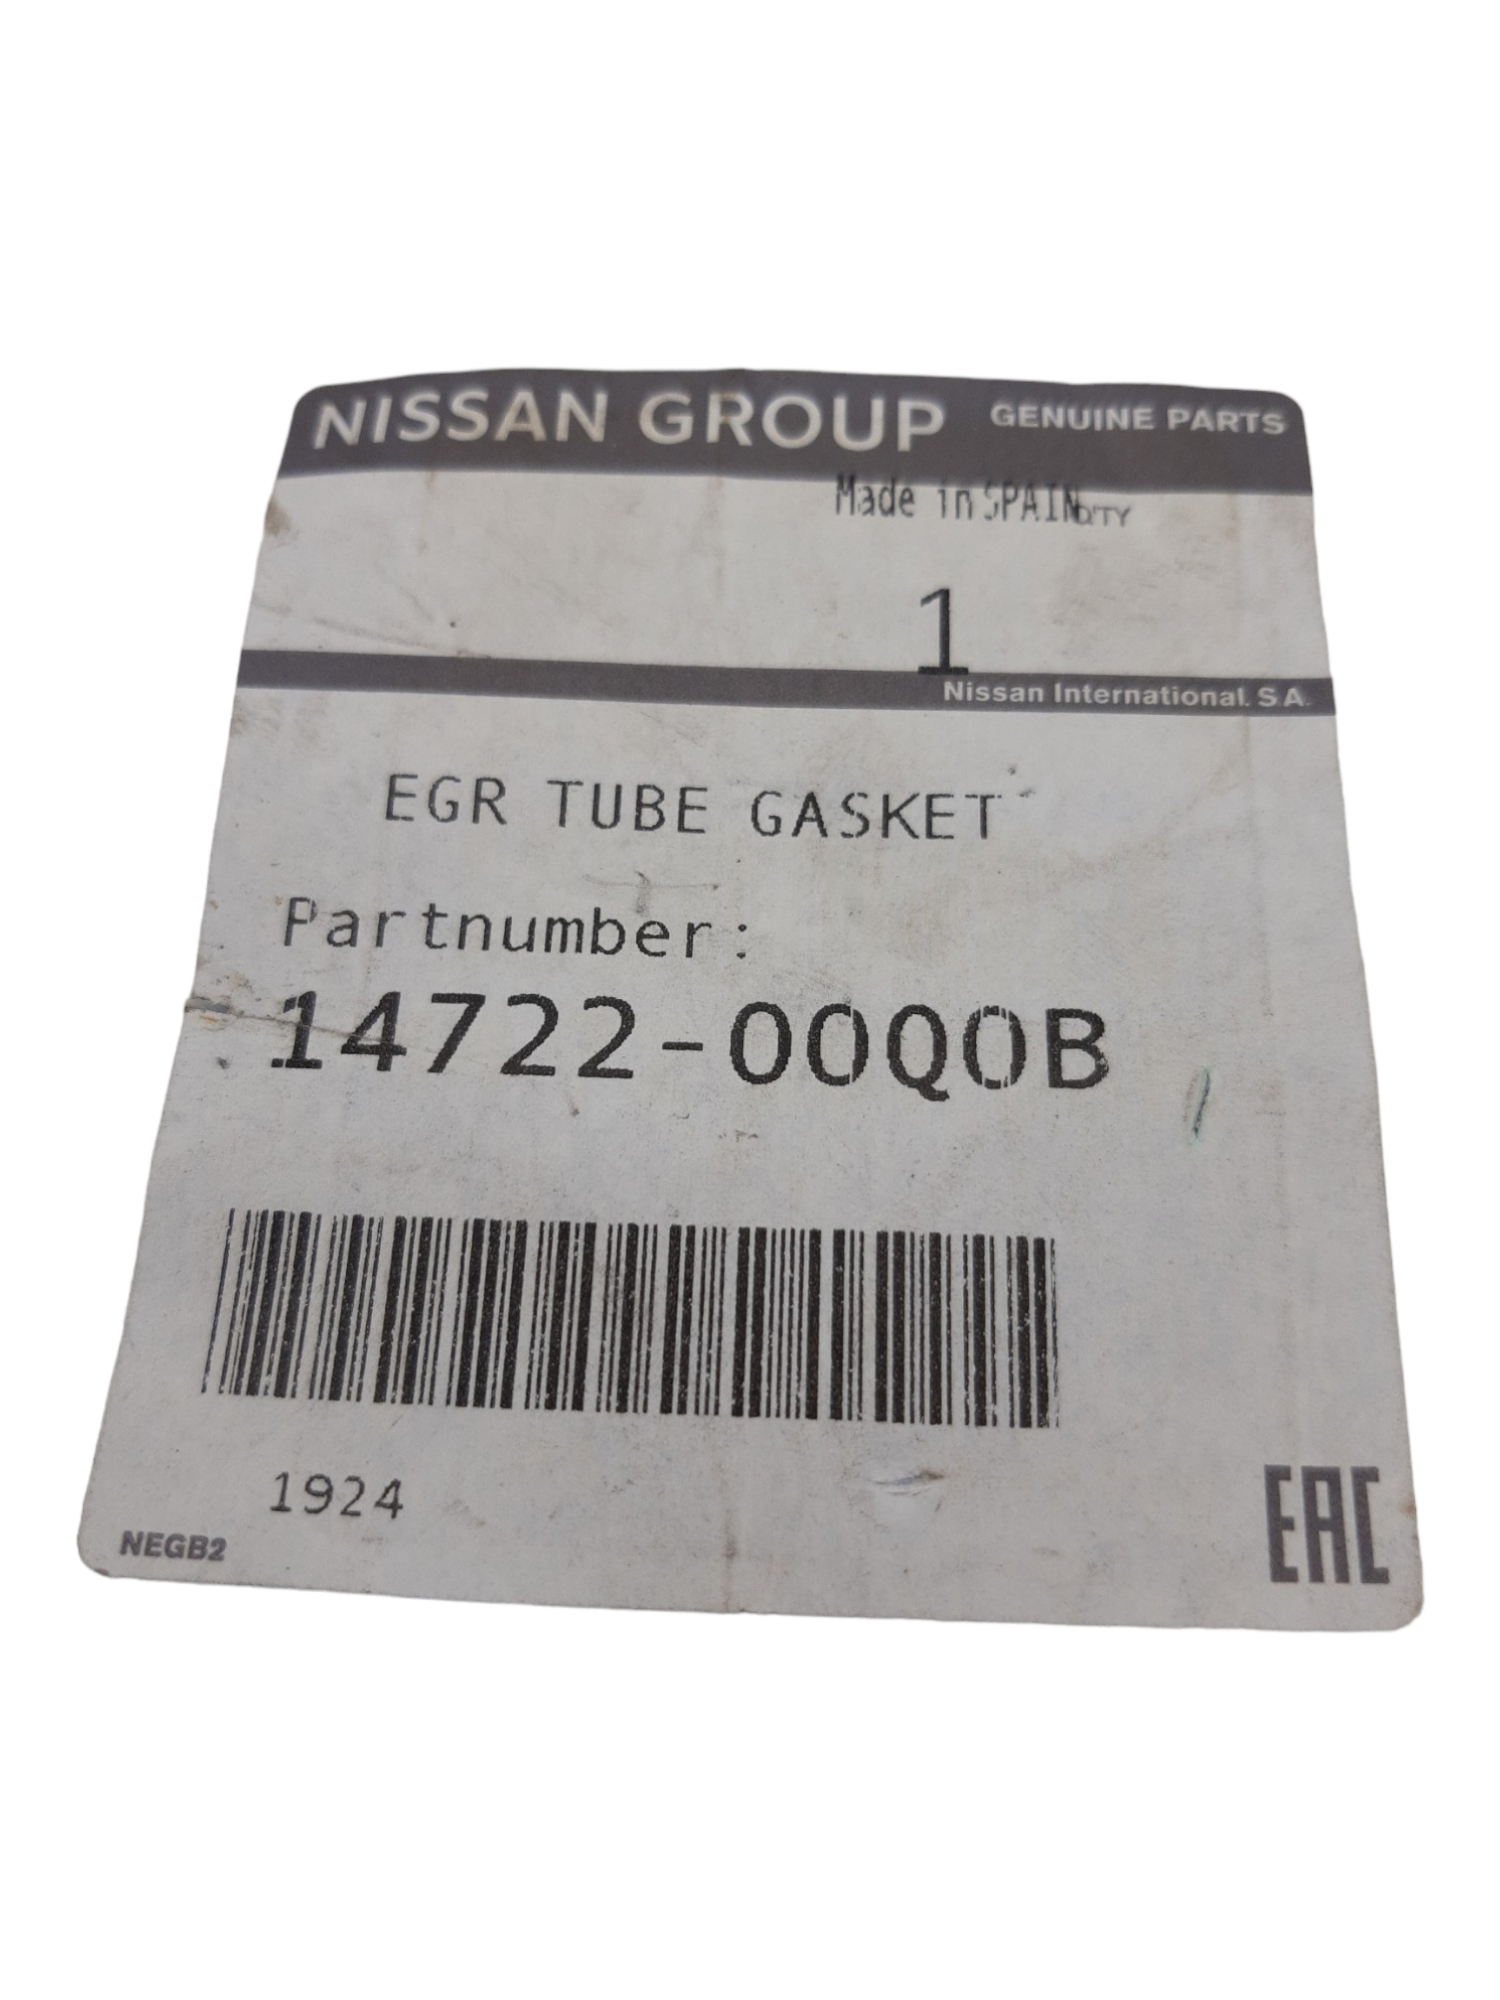 NISSAN GROUP GENUINE PARTS
Made in SPAIN Q'TY
1
Nissan International. S.A.
EGR TUBE GASKET
Partnumber:
14722-00Q0B
1924
NEGB2
EAC